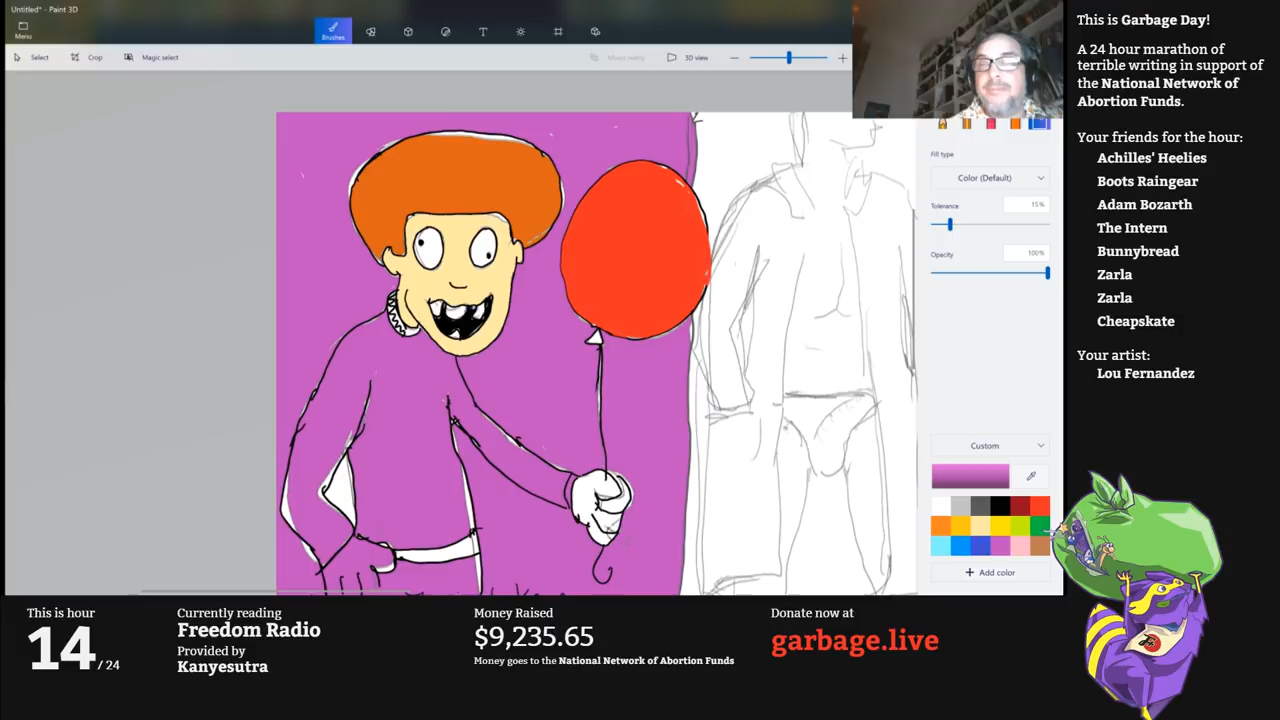 Untitled* - Paint 3D
Menu
Brushes
Select
Crop
Magic select
Mixed reality
3D view
Fill type
Color (Default)
Tolerance
15%
Opacity
100%
Custom
Add color
This is Garbage Day!
A 24 hour marathon of
terrible writing in support of
the National Network of
Abortion Funds.
Your friends for the hour:
Achilles' Heelies
Boots Raingear
Adam Bozarth
The Intern
Bunnybread
Zarla
Zarla
Cheapskate
Your artist:
Lou Fernandez
This is hour
14 / 24
Currently reading
Freedom Radio
Provided by
Kanyesutra
Money Raised
$9,235.65
Money goes to the National Network of Abortion Funds
Donate now at
garbage.live